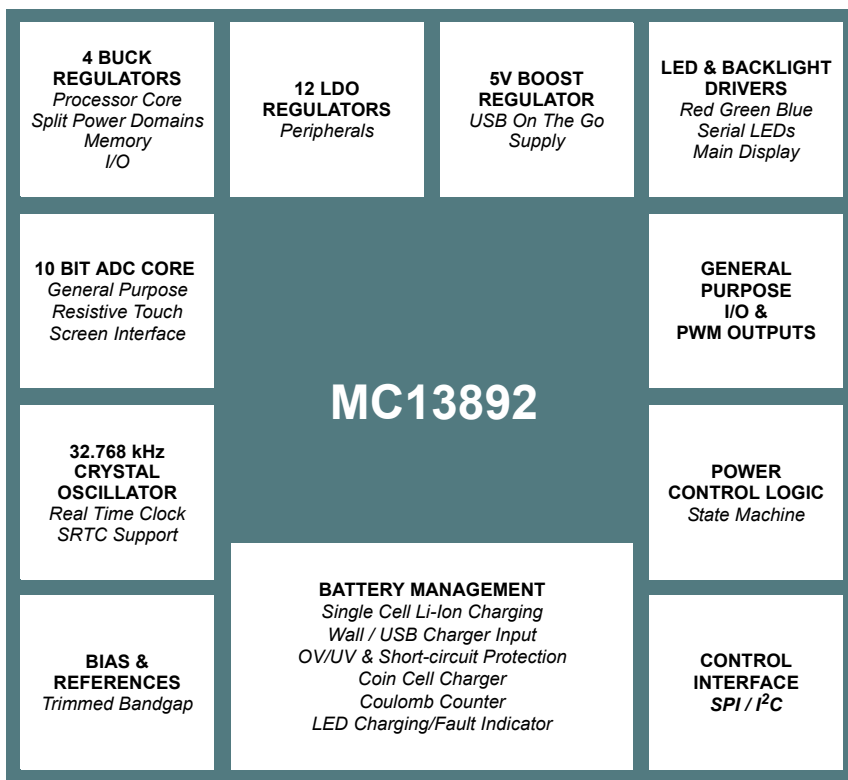 4 BUCK
REGULATORS
Processor Core
Split Power Domains
Memory
I/O
12 LDO
REGULATORS
Peripherals
5V BOOST
REGULATOR
USB On The Go
Supply
LED & BACKLIGHT
DRIVERS
Red Green Blue
Serial LEDs
Main Display
10 BIT ADC CORE
General Purpose
Resistive Touch
Screen Interface
GENERAL
PURPOSE
I/O &
PWM OUTPUTS
MC13892
32.768 kHz
CRYSTAL
OSCILLATOR
Real Time Clock
SRTC Support
POWER
CONTROL LOGIC
State Machine
BATTERY MANAGEMENT
Single Cell Li-Ion Charging
Wall / USB Charger Input
OV/UV & Short-circuit Protection
Coin Cell Charger
Coulomb Counter
LED Charging/Fault Indicator
BIAS &
REFERENCES
Trimmed Bandgap
CONTROL
INTERFACE
SPI / I²C